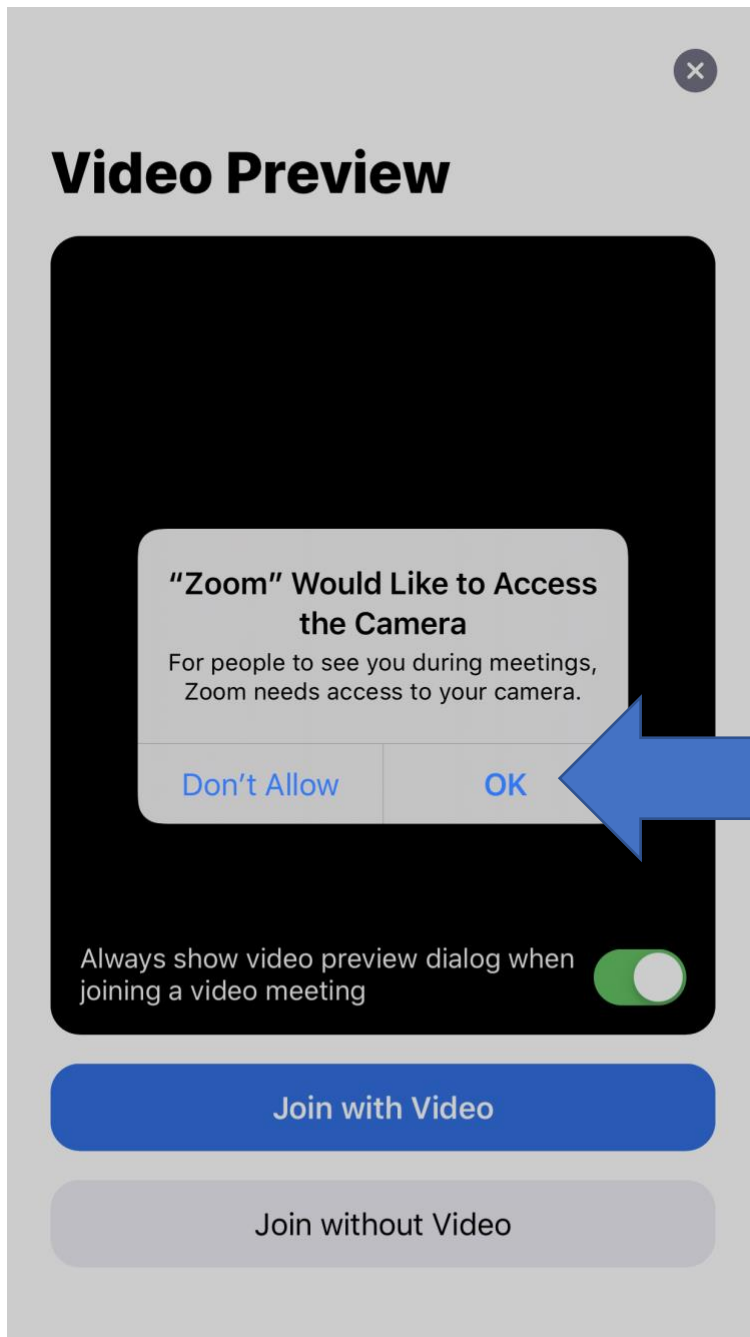 Video Preview
“Zoom” Would Like to Access
the Camera
For people to see you during meetings,
Zoom needs access to your camera.
Don’t Allow
OK
Always show video preview dialog when
joining a video meeting
Join with Video
Join without Video